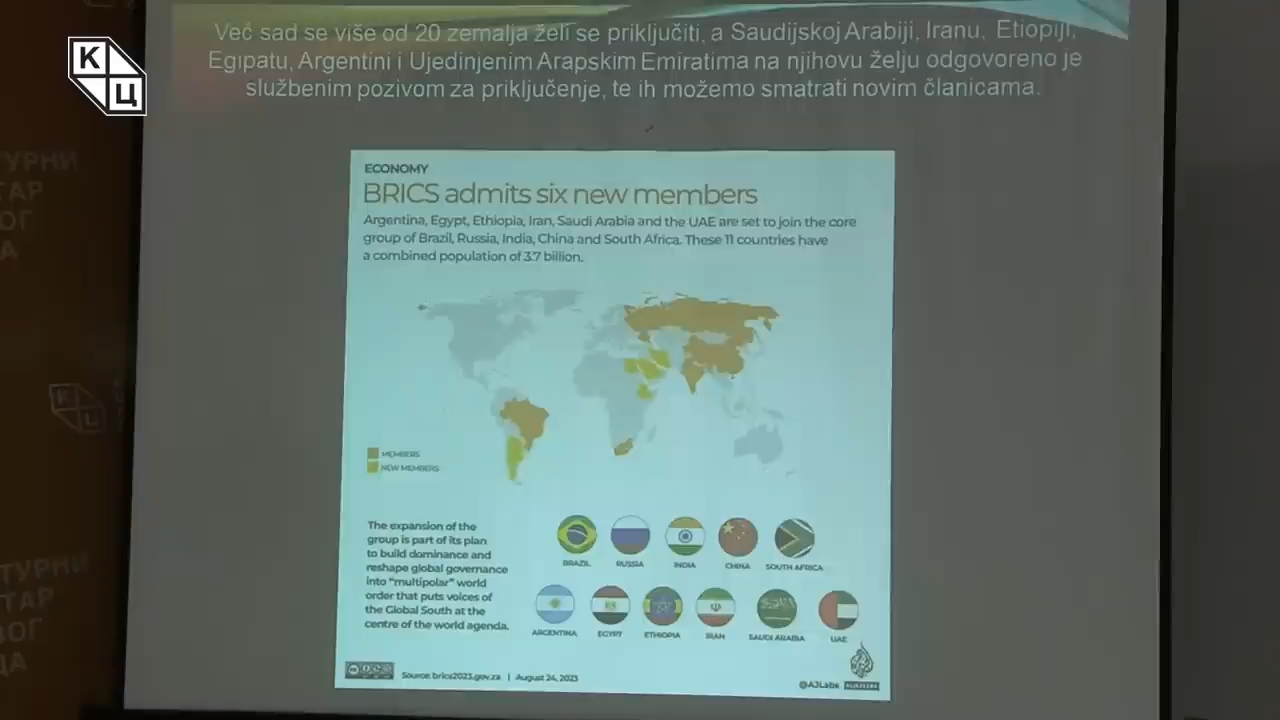 Već sad se više od 20 zemalja želi se priključiti, a Saudijskoj Arabiji, Iranu, Etiopiji,
Egiptu, Argentini i Ujedinjenim Arapskim Emiratima na njihovu želju odgovoreno je
službenim pozivom za priključenje, te ih možemo smatrati novim članicama.
К
Ц
УРНИ
ТАР
ВОГ
ДА
ECONOMY
BRICS admits six new members
Argentina, Egypt, Ethiopia, Iran, Saudi Arabia and the UAE are set to join the core
group of Brazil, Russia, India, China and South Africa. These 11 countries have
a combined population of 3.7 billion.
MEMBERS
NEW MEMBERS
The expansion of the
group is part of its plan
to build dominance and
reshape global governance
into "multipolar" world
order that puts voices of
the Global South at the
centre of the world agenda.
BRAZIL RUSSIA INDIA CHINA SOUTH AFRICA
ARGENTINA EGYPT ETHIOPIA IRAN SAUDI ARABIA UAE
Source: brics2023.gov.za | August 24, 2023
@AJLabs ALJAZEERA